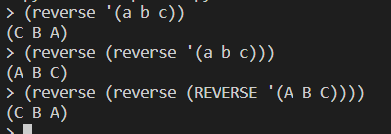 > (reverse '(a b c))
(C B A)
> (reverse (reverse '(a b c)))
(A B C)
> (reverse (reverse (REVERSE '(A B C))))
(C B A)
>